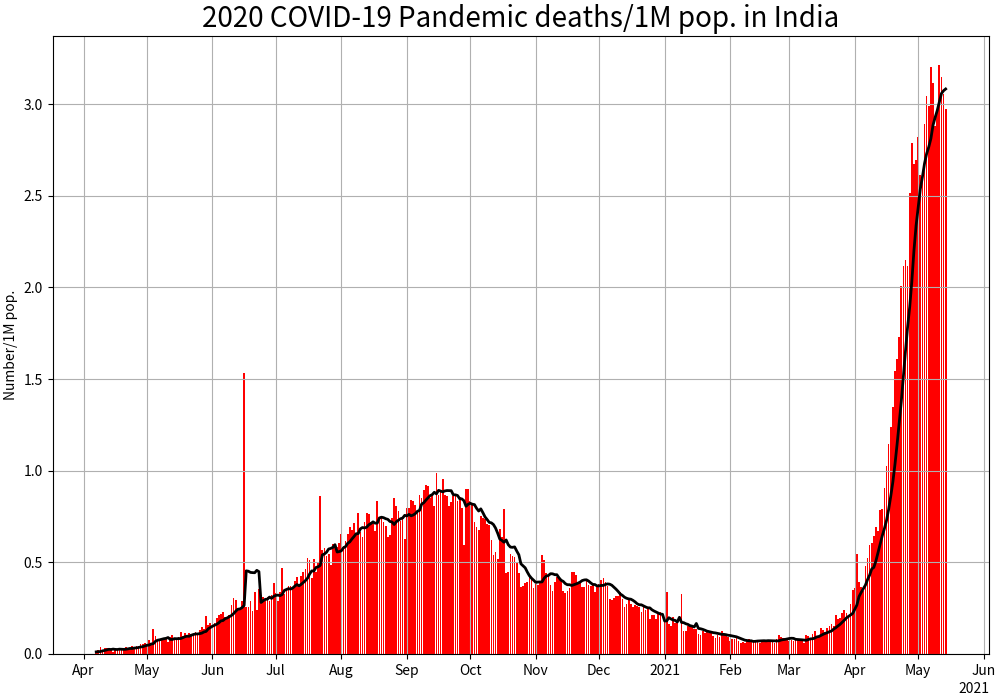 2020 COVID-19 Pandemic deaths/1M pop. in India
Number/1M pop.
3.0
2.5
2.0
1.5
1.0
0.5
0.0
Apr May Jun Jul Aug Sep Oct Nov Dec 2021 Feb Mar Apr May Jun
2021